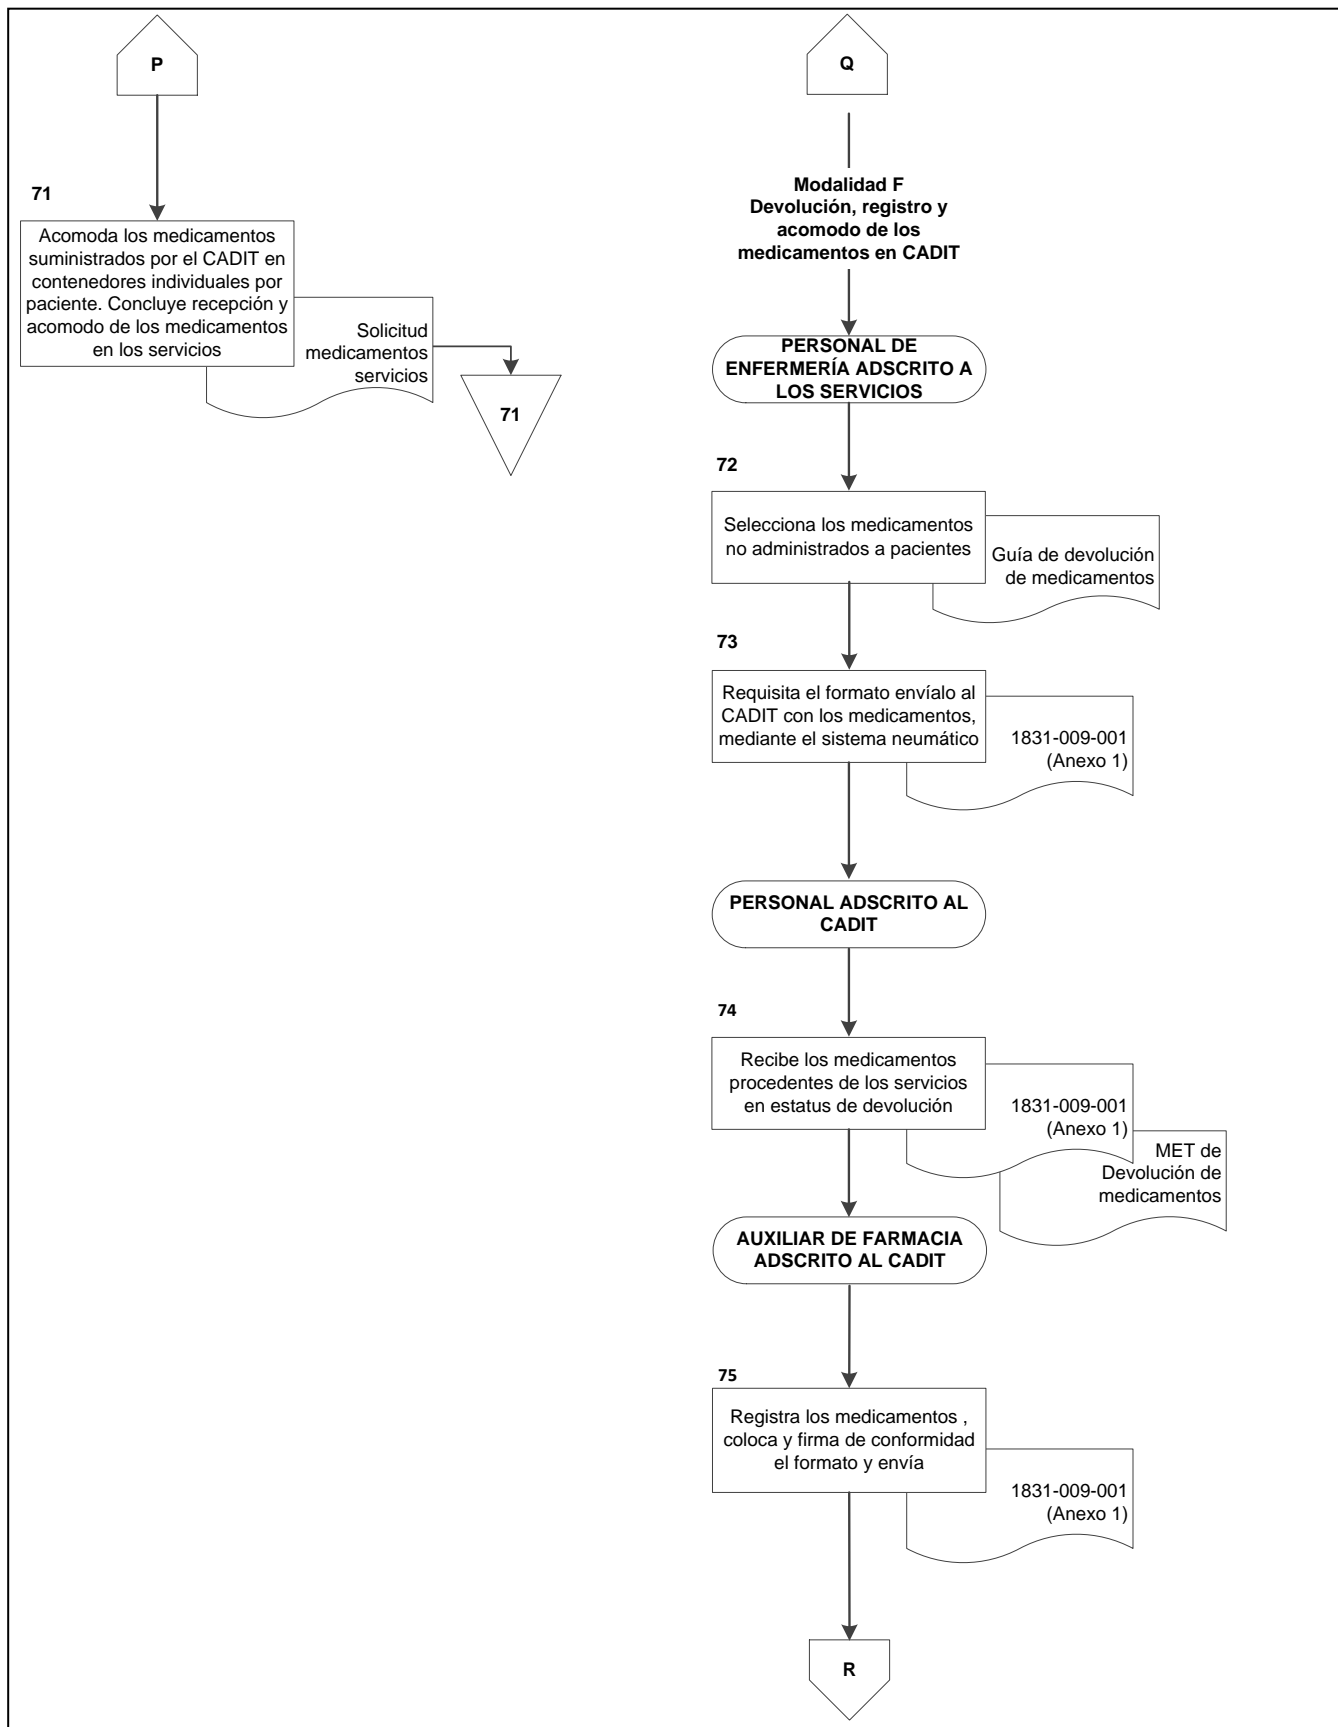 P
71
Acomoda los medicamentos
suministrados por el CADIT en
contenedores individuales por
paciente. Concluye recepción y
acomodo de los medicamentos
en los servicios
Solicitud
medicamentos
servicios
71
Q
Modalidad F
Devolución, registro y
acomodo de los
medicamentos en CADIT
PERSONAL DE
ENFERMERÍA ADSCRITO A
LOS SERVICIOS
72
Selecciona los medicamentos
no administrados a pacientes
Guía de devolución
de medicamentos
73
Requisita el formato envíalo al
CADIT con los medicamentos,
mediante el sistema neumático
1831-009-001
(Anexo 1)
PERSONAL ADSCRITO AL
CADIT
74
Recibe los medicamentos
procedentes de los servicios
en estatus de devolución
1831-009-001
(Anexo 1)
MET de
Devolución de
medicamentos
AUXILIAR DE FARMACIA
ADSCRITO AL CADIT
75
Registra los medicamentos ,
coloca y firma de conformidad
el formato y envía
1831-009-001
(Anexo 1)
R